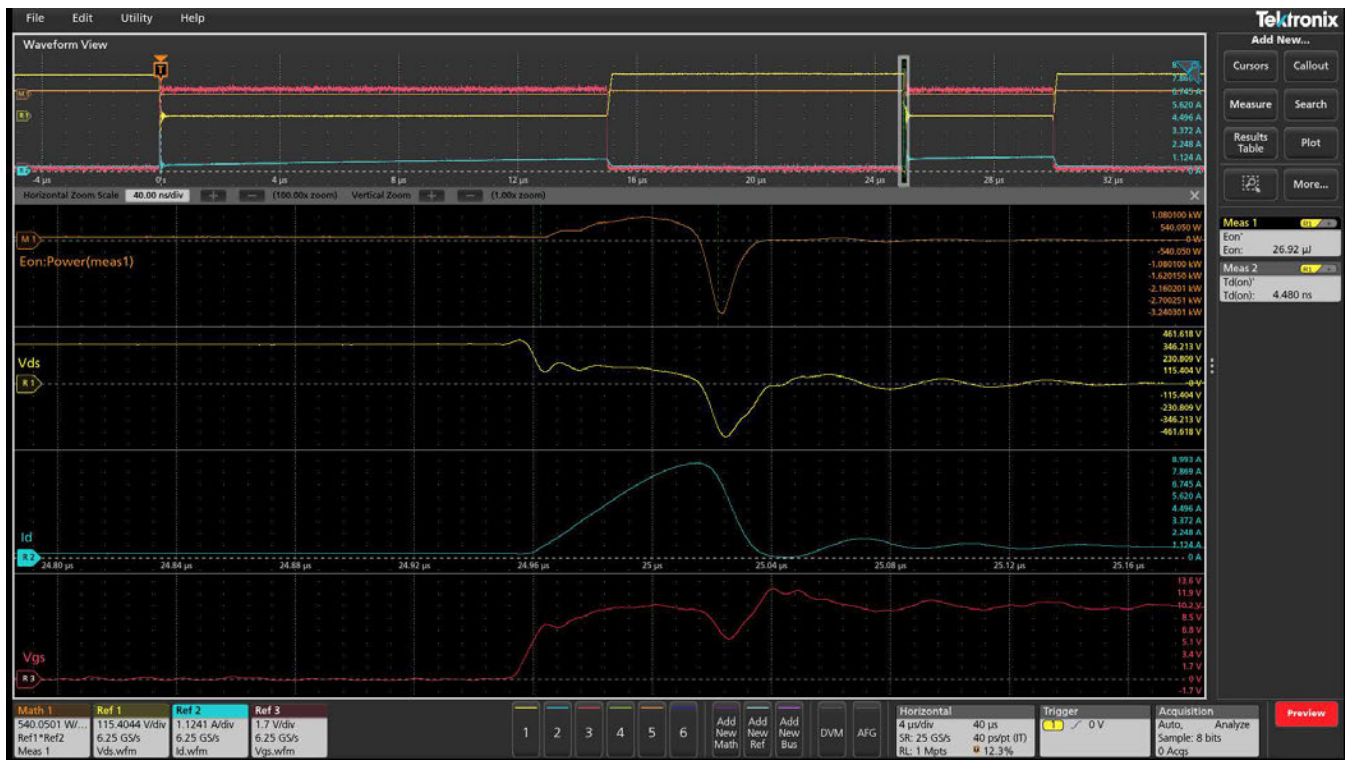 File Edit Utility Help
Tektronix
Waveform View
Add New...
Cursors Callout
Measure Search
Results Table Plot
More...
6.745 A
5.620 A
4.496 A
3.372 A
2.248 A
1.124 A
-4 µs 0 s 4 µs 8 µs 12 µs 16 µs 20 µs 24 µs 28 µs 32 µs
Horizontal Zoom Scale 40.00 ns/div + - (100.00x zoom) Vertical Zoom + - (1.00x zoom)
M 1
Eon:Power(meas1)
1.080100 kW
540.050 W
0 W
-540.050 W
-1.080100 kW
-1.620150 kW
-2.160201 kW
-2.700251 kW
-3.240301 kW
Meas 1
Eon'
Eon: 26.92 µJ
Meas 2
Td(on)'
Td(on): 4.480 ns
Vds
R 1
461.618 V
346.213 V
230.809 V
115.404 V
-0 V
-115.404 V
-230.809 V
-346.213 V
-461.618 V
Id
R 2
8.993 A
7.869 A
6.745 A
5.620 A
4.496 A
3.372 A
2.248 A
1.124 A
0 A
24.80 µs 24.84 µs 24.88 µs 24.92 µs 24.96 µs 25 µs 25.04 µs 25.08 µs 25.12 µs 25.16 µs
Vgs
R 3
13.6 V
11.9 V
10.2 V
8.5 V
6.8 V
5.1 V
3.4 V
1.7 V
0 V
-1.7 V
Math 1
540.0501 W/...
Ref1*Ref2
Meas 1
Ref 1
115.4044 V/div
6.25 GS/s
Vds.wfm
Ref 2
1.1241 A/div
6.25 GS/s
Id.wfm
Ref 3
1.7 V/div
6.25 GS/s
Vgs.wfm
1 2 3 4 5 6
Add New Math
Add New Ref
Add New Bus
DVM
AFG
Horizontal
4 µs/div 40 µs
SR: 25 GS/s 40 ps/pt (IT)
RL: 1 Mpts 12.3%
Trigger
1 0 V
Acquisition
Auto, Analyze
Sample: 8 bits
0 Acqs
Preview